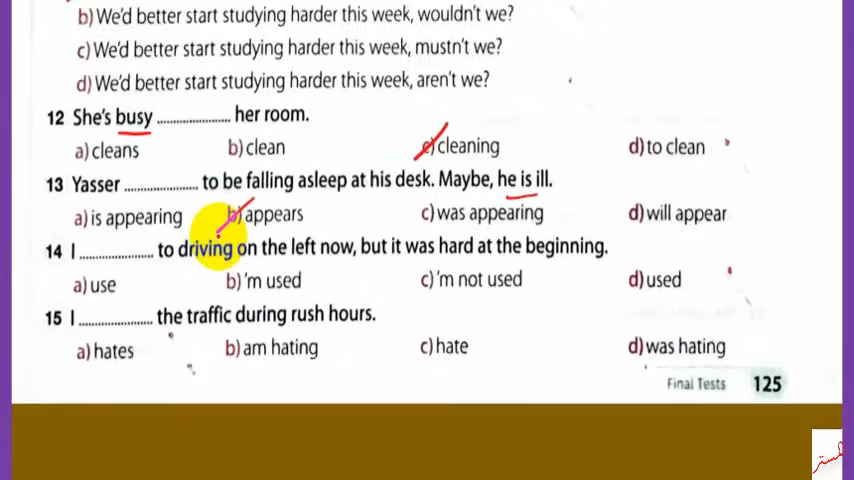 b) We'd better start studying harder this week, wouldn't we?
c) We'd better start studying harder this week, mustn't we?
d) We'd better start studying harder this week, aren't we?
12 She's busy ..................... her room.
a) cleans b) clean c) cleaning d) to clean
13 Yasser ..................... to be falling asleep at his desk. Maybe, he is ill.
a) is appearing b) appears c) was appearing d) will appear
14 I ..................... to driving on the left now, but it was hard at the beginning.
a) use b) 'm used c) 'm not used d) used
15 I ..................... the traffic during rush hours.
a) hates b) am hating c) hate d) was hating
Final Tests 125